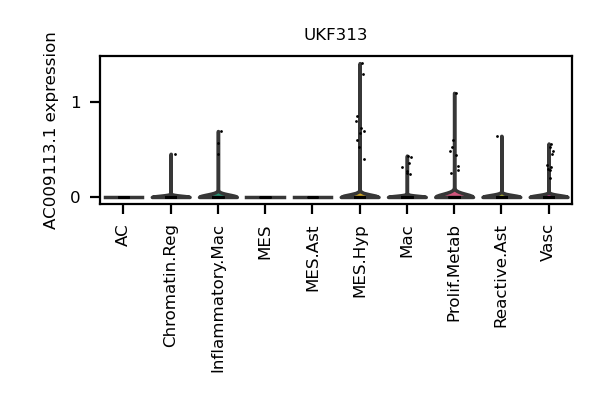 UKF313
AC009113.1 expression
1
0
AC
Chromatin.Reg
Inflammatory.Mac
MES
MES.Ast
MES.Hyp
Mac
Prolif.Metab
Reactive.Ast
Vasc